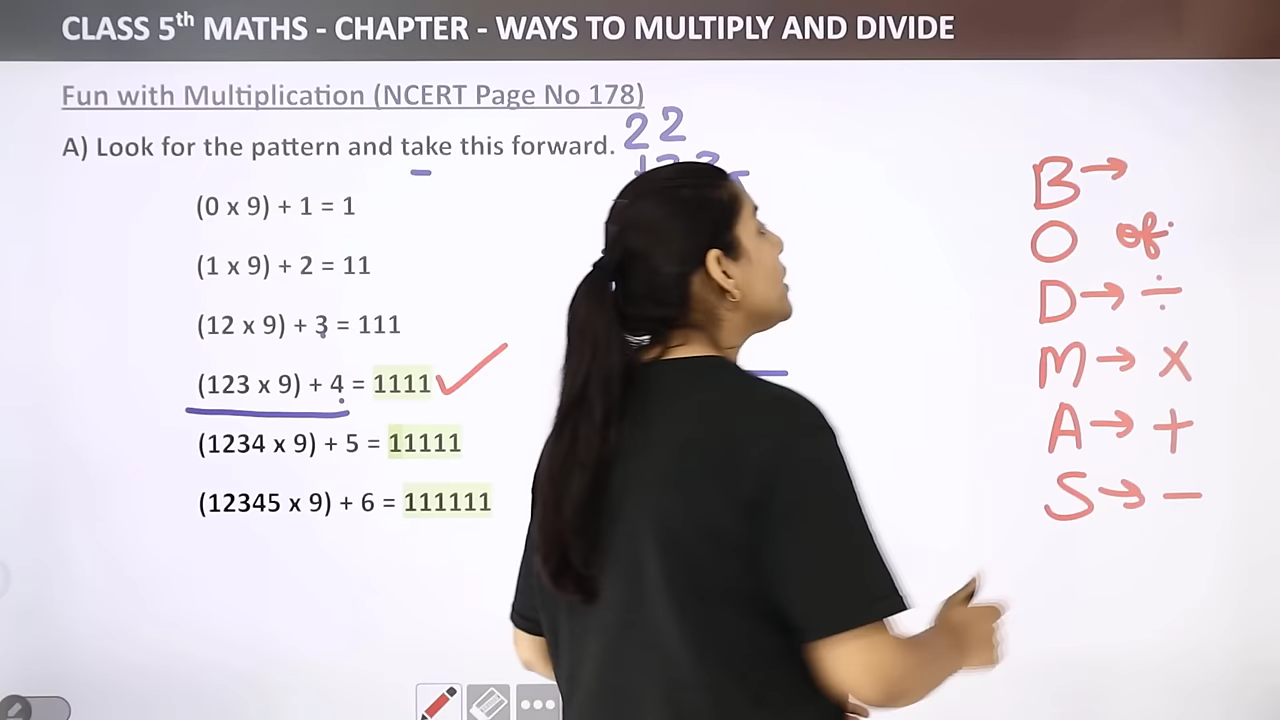 CLASS 5th MATHS - CHAPTER - WAYS TO MULTIPLY AND DIVIDE
Fun with Multiplication (NCERT Page No 178)
A) Look for the pattern and take this forward.
22
(0 x 9) + 1 = 1
(1 x 9) + 2 = 11
(12 x 9) + 3 = 111
(123 x 9) + 4 = 1111
(1234 x 9) + 5 = 11111
(12345 x 9) + 6 = 111111
B →
O of
D → ÷
M → X
A → +
S → −